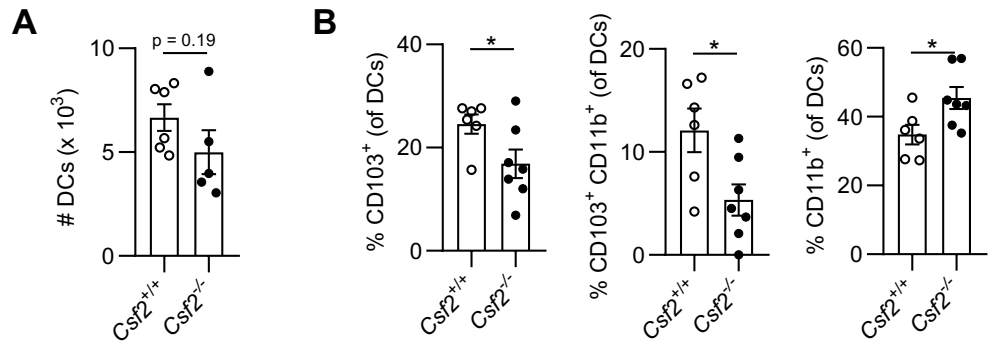 A
# DCs (x 10³)
10
5
0
p = 0.19
Csf2⁺/⁺
Csf2⁻/⁻
B
% CD103⁺ (of DCs)
40
20
0
*
Csf2⁺/⁺
Csf2⁻/⁻
% CD103⁺ CD11b⁺ (of DCs)
20
10
0
*
Csf2⁺/⁺
Csf2⁻/⁻
% CD11b⁺ (of DCs)
60
40
20
0
*
Csf2⁺/⁺
Csf2⁻/⁻